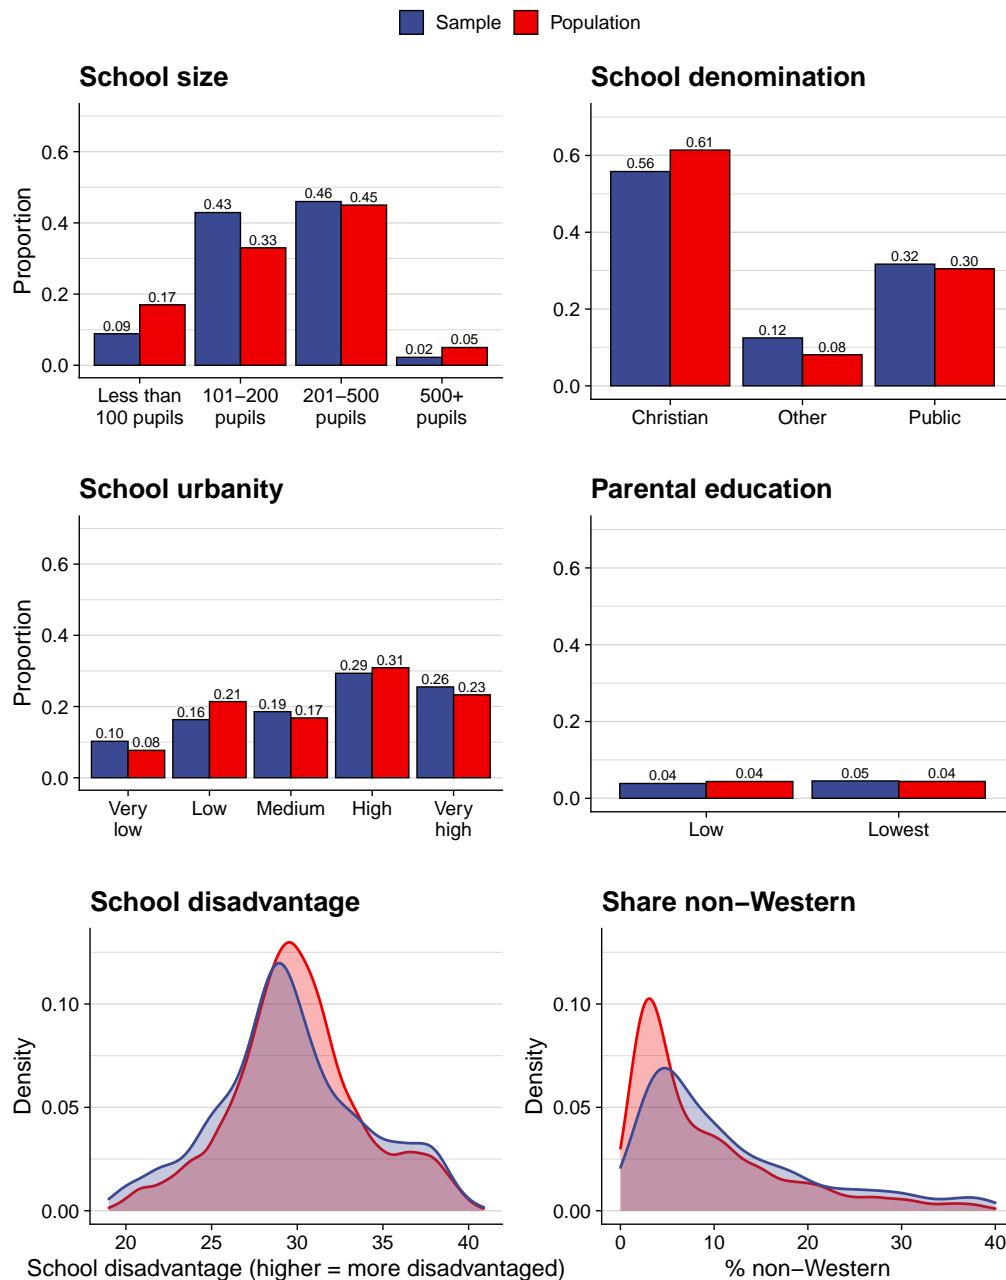 Sample Population
School size
School denomination
Proportion
0.6
0.4
0.2
0.0
0.09
0.17
0.43
0.33
0.46
0.45
0.02
0.05
Less than
100 pupils
101−200
pupils
201−500
pupils
500+
pupils
0.6
0.4
0.2
0.0
0.56
0.61
0.12
0.08
0.32
0.30
Christian
Other
Public
School urbanity
Parental education
Proportion
0.6
0.4
0.2
0.0
0.10
0.08
0.16
0.21
0.19
0.17
0.29
0.31
0.26
0.23
Very
low
Low
Medium
High
Very
high
0.6
0.4
0.2
0.0
0.04
0.04
0.05
0.04
Low
Lowest
School disadvantage
Share non−Western
Density
0.10
0.05
0.00
20
25
30
35
40
School disadvantage (higher = more disadvantaged)
Density
0.10
0.05
0.00
0
10
20
30
40
% non−Western